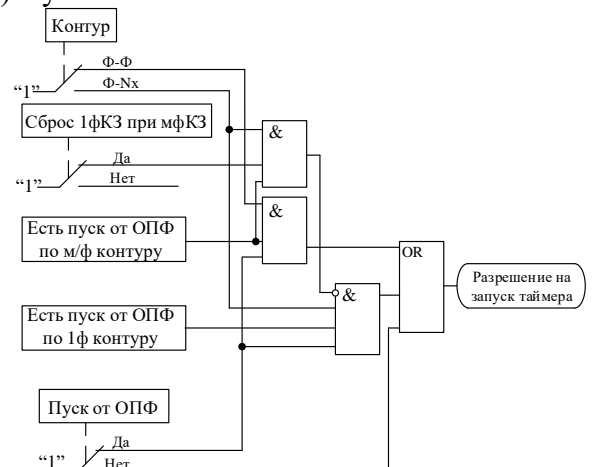 Контур
Ф-Ф
Ф-Nx
“1”
Сброс 1фКЗ при мфКЗ
&
Да
“1”
Нет
&
Есть пуск от ОПФ
по м/ф контуру
OR
Разрешение на
запуск таймера
&
Есть пуск от ОПФ
по 1ф контуру
Пуск от ОПФ
Да
“1”
Нет